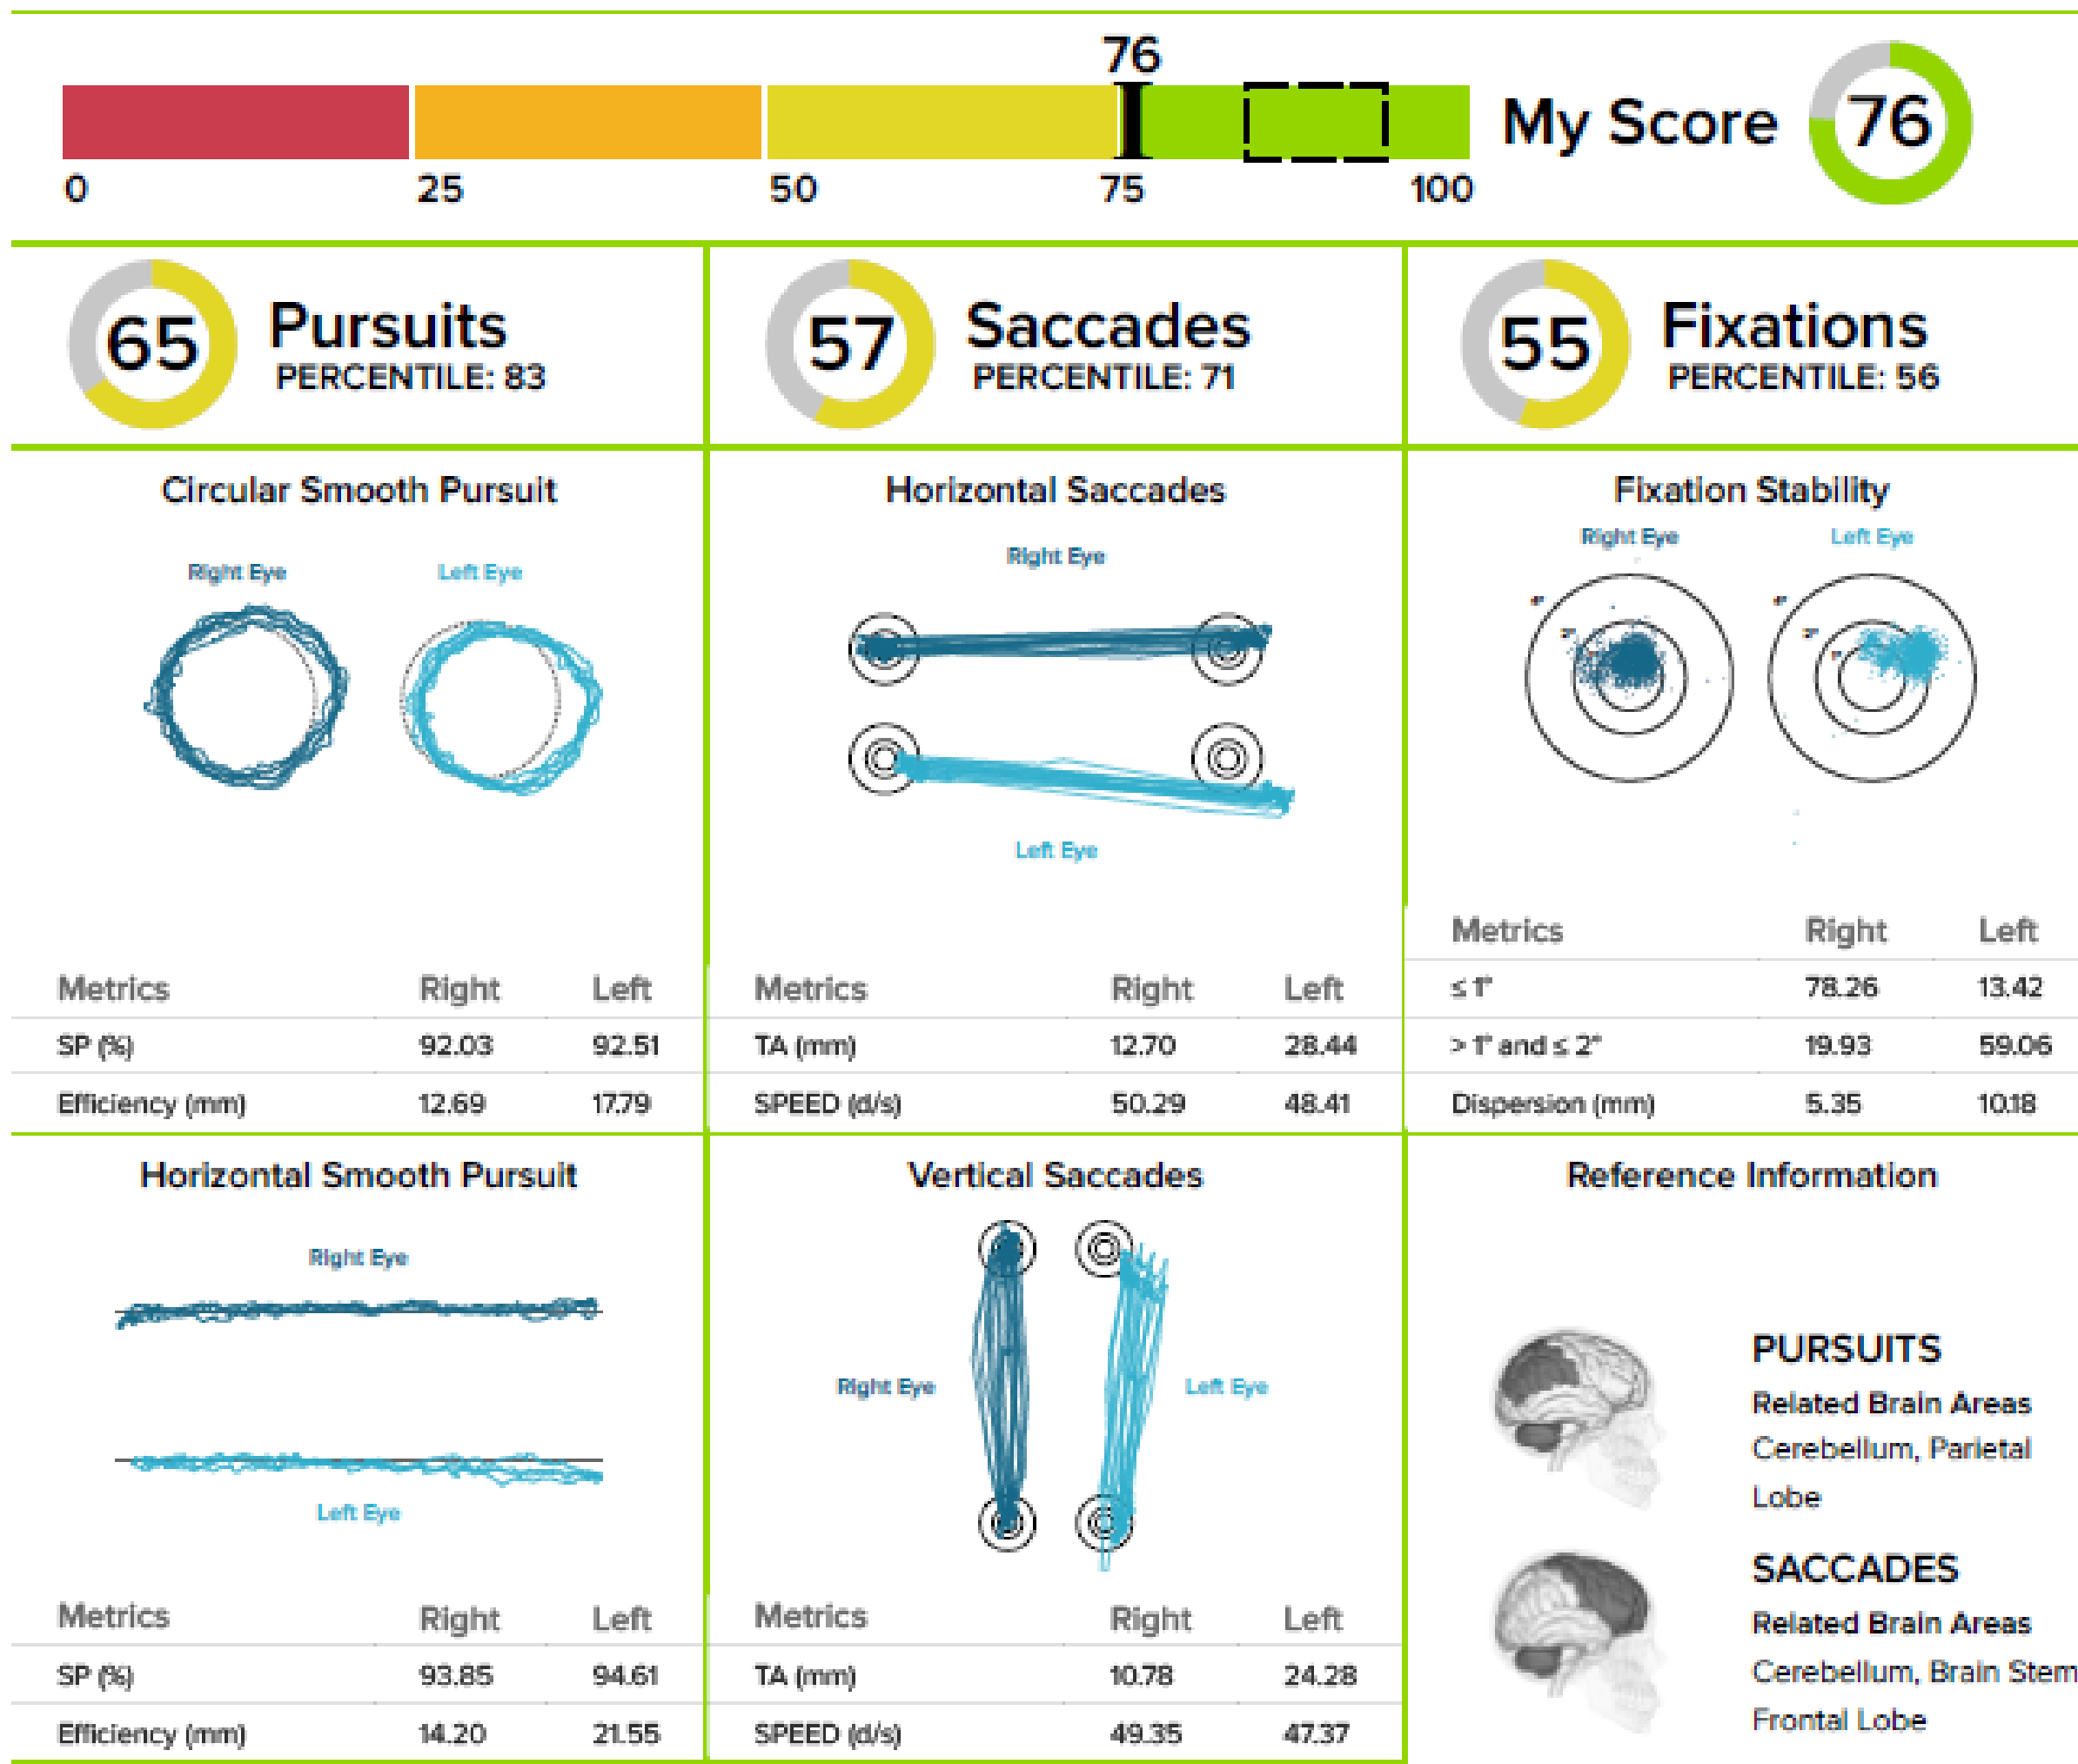 76
0 25 50 75 100
My Score 76
65 Pursuits
PERCENTILE: 83
57 Saccades
PERCENTILE: 71
55 Fixations
PERCENTILE: 56
Circular Smooth Pursuit
Right Eye Left Eye
Metrics Right Left
SP (%) 92.03 92.51
Efficiency (mm) 12.69 17.79
Horizontal Saccades
Right Eye
Left Eye
Metrics Right Left
TA (mm) 12.70 28.44
SPEED (d/s) 50.29 48.41
Fixation Stability
Right Eye Left Eye
Metrics Right Left
≤ 1° 78.26 13.42
> 1° and ≤ 2° 19.93 59.06
Dispersion (mm) 5.35 10.18
Horizontal Smooth Pursuit
Right Eye
Left Eye
Metrics Right Left
SP (%) 93.85 94.61
Efficiency (mm) 14.20 21.55
Vertical Saccades
Right Eye Left Eye
Metrics Right Left
TA (mm) 10.78 24.28
SPEED (d/s) 49.35 47.37
Reference Information
PURSUITS
Related Brain Areas
Cerebellum, Parietal
Lobe
SACCADES
Related Brain Areas
Cerebellum, Brain Stem
Frontal Lobe